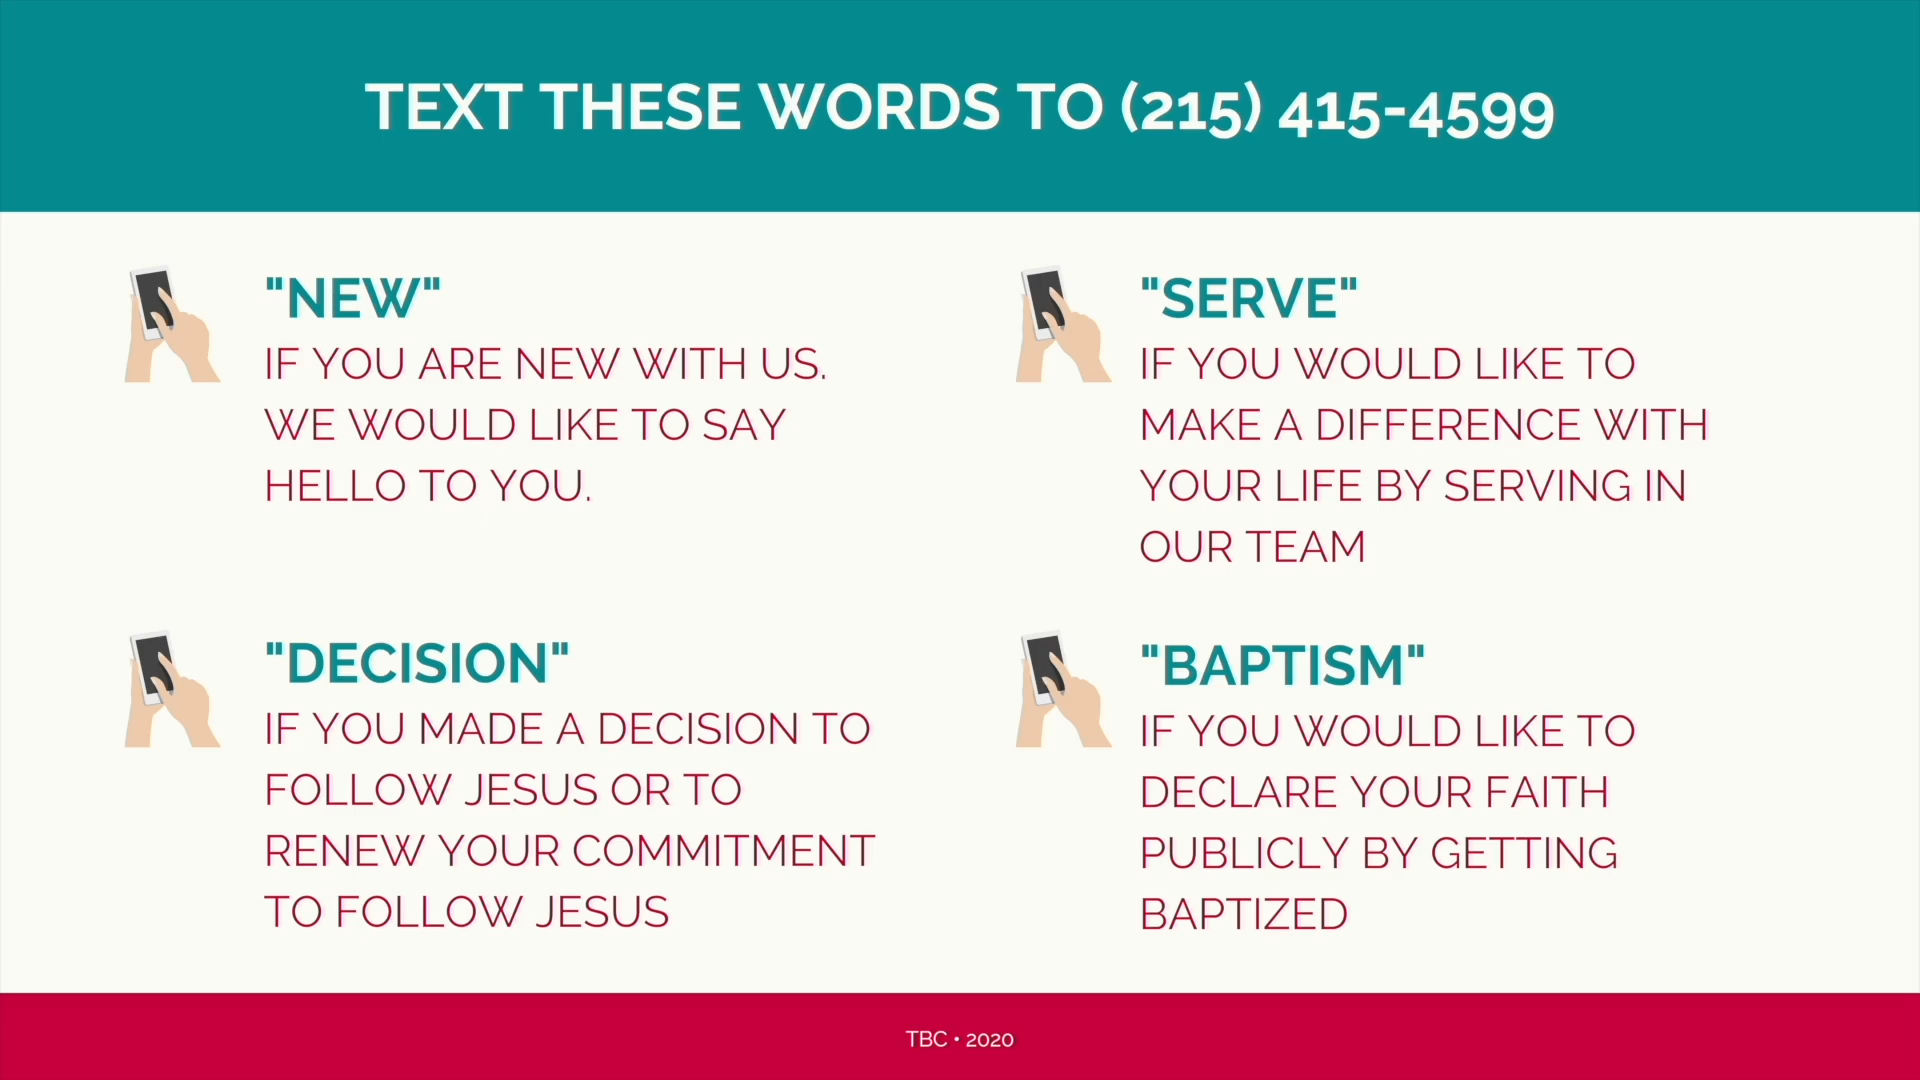 TEXT THESE WORDS TO (215) 415-4599
"NEW"
IF YOU ARE NEW WITH US.
WE WOULD LIKE TO SAY
HELLO TO YOU.
"SERVE"
IF YOU WOULD LIKE TO
MAKE A DIFFERENCE WITH
YOUR LIFE BY SERVING IN
OUR TEAM
"DECISION"
IF YOU MADE A DECISION TO
FOLLOW JESUS OR TO
RENEW YOUR COMMITMENT
TO FOLLOW JESUS
"BAPTISM"
IF YOU WOULD LIKE TO
DECLARE YOUR FAITH
PUBLICLY BY GETTING
BAPTIZED
TBC • 2020